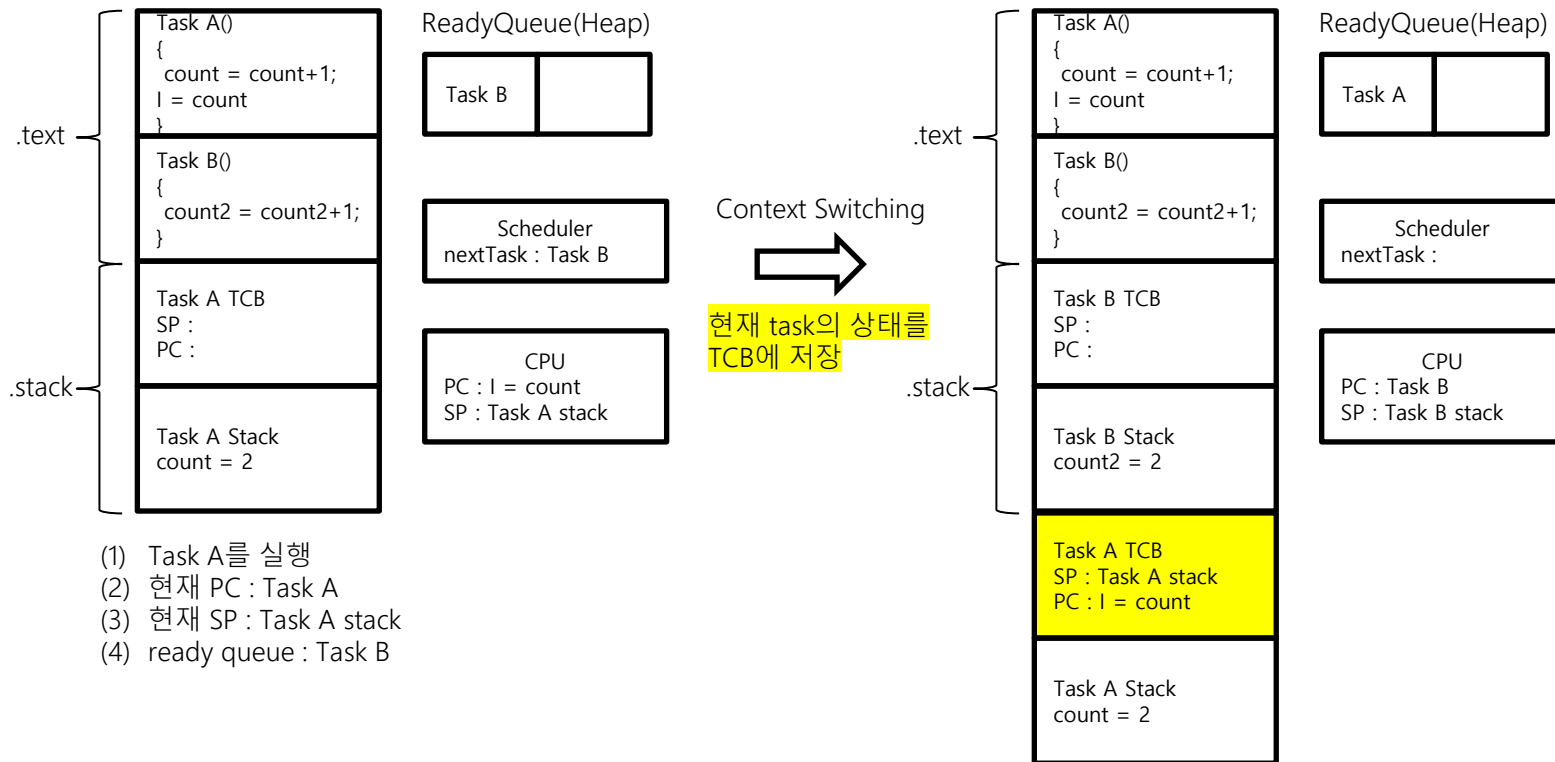 Task A()
{
count = count+1;
I = count
}
Task B()
{
count2 = count2+1;
}
.text
Task A TCB
SP :
PC :
Task A Stack
count = 2
.stack
ReadyQueue(Heap)
Task B
Scheduler
nextTask : Task B
CPU
PC : I = count
SP : Task A stack
(1) Task A를 실행
(2) 현재 PC : Task A
(3) 현재 SP : Task A stack
(4) ready queue : Task B
Context Switching
현재 task의 상태를
TCB에 저장
Task A()
{
count = count+1;
I = count
}
Task B()
{
count2 = count2+1;
}
.text
Task B TCB
SP :
PC :
Task B Stack
count2 = 2
.stack
Task A TCB
SP : Task A stack
PC : I = count
Task A Stack
count = 2
ReadyQueue(Heap)
Task A
Scheduler
nextTask :
CPU
PC : Task B
SP : Task B stack